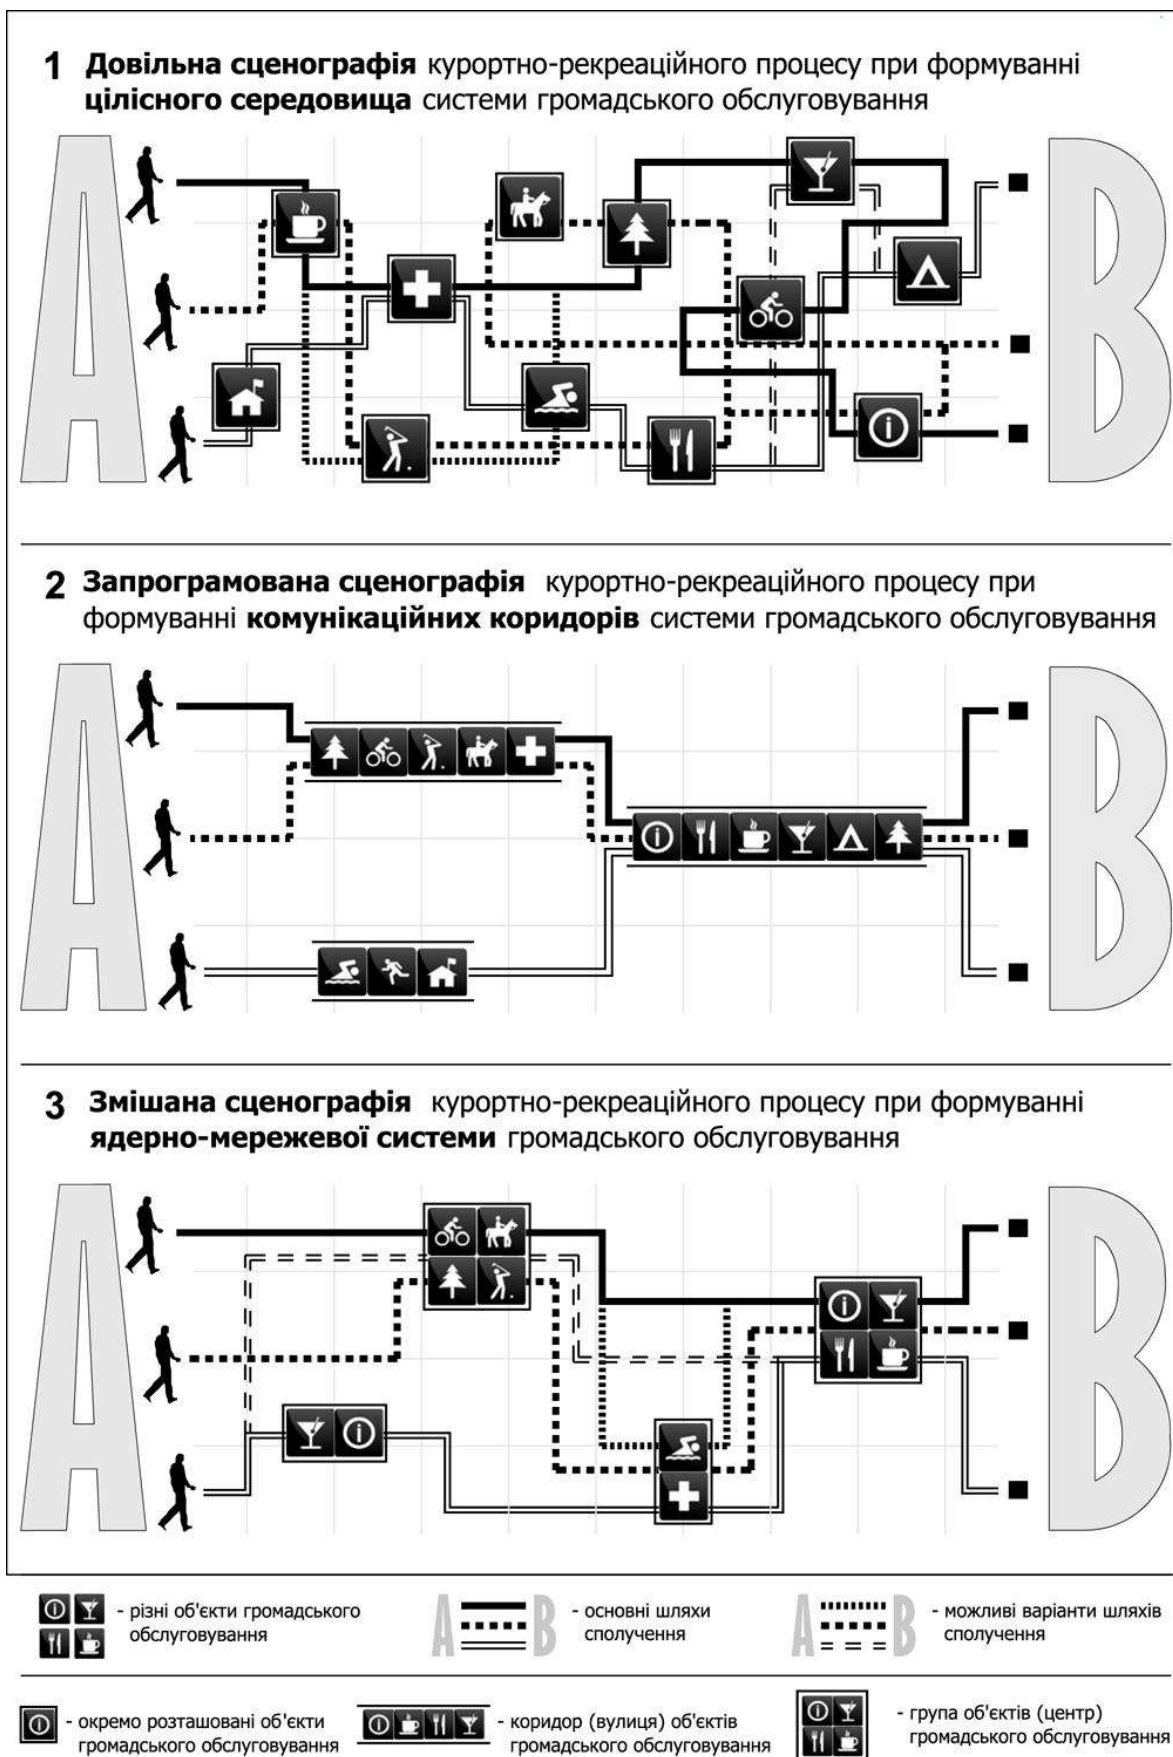 1 Довільна сценографія курортно-рекреаційного процесу при формуванні
цілісного середовища системи громадського обслуговування
A
B
2 Запрограмована сценографія курортно-рекреаційного процесу при
формуванні комунікаційних коридорів системи громадського обслуговування
A
B
3 Змішана сценографія курортно-рекреаційного процесу при формуванні
ядерно-мережевої системи громадського обслуговування
A
B
- різні об'єкти громадського
обслуговування
A B
- основні шляхи
сполучення
A B
- можливі варіанти шляхів
сполучення
- окремо розташовані об'єкти
громадського обслуговування
- коридор (вулиця) об'єктів
громадського обслуговування
- група об'єктів (центр)
громадського обслуговування